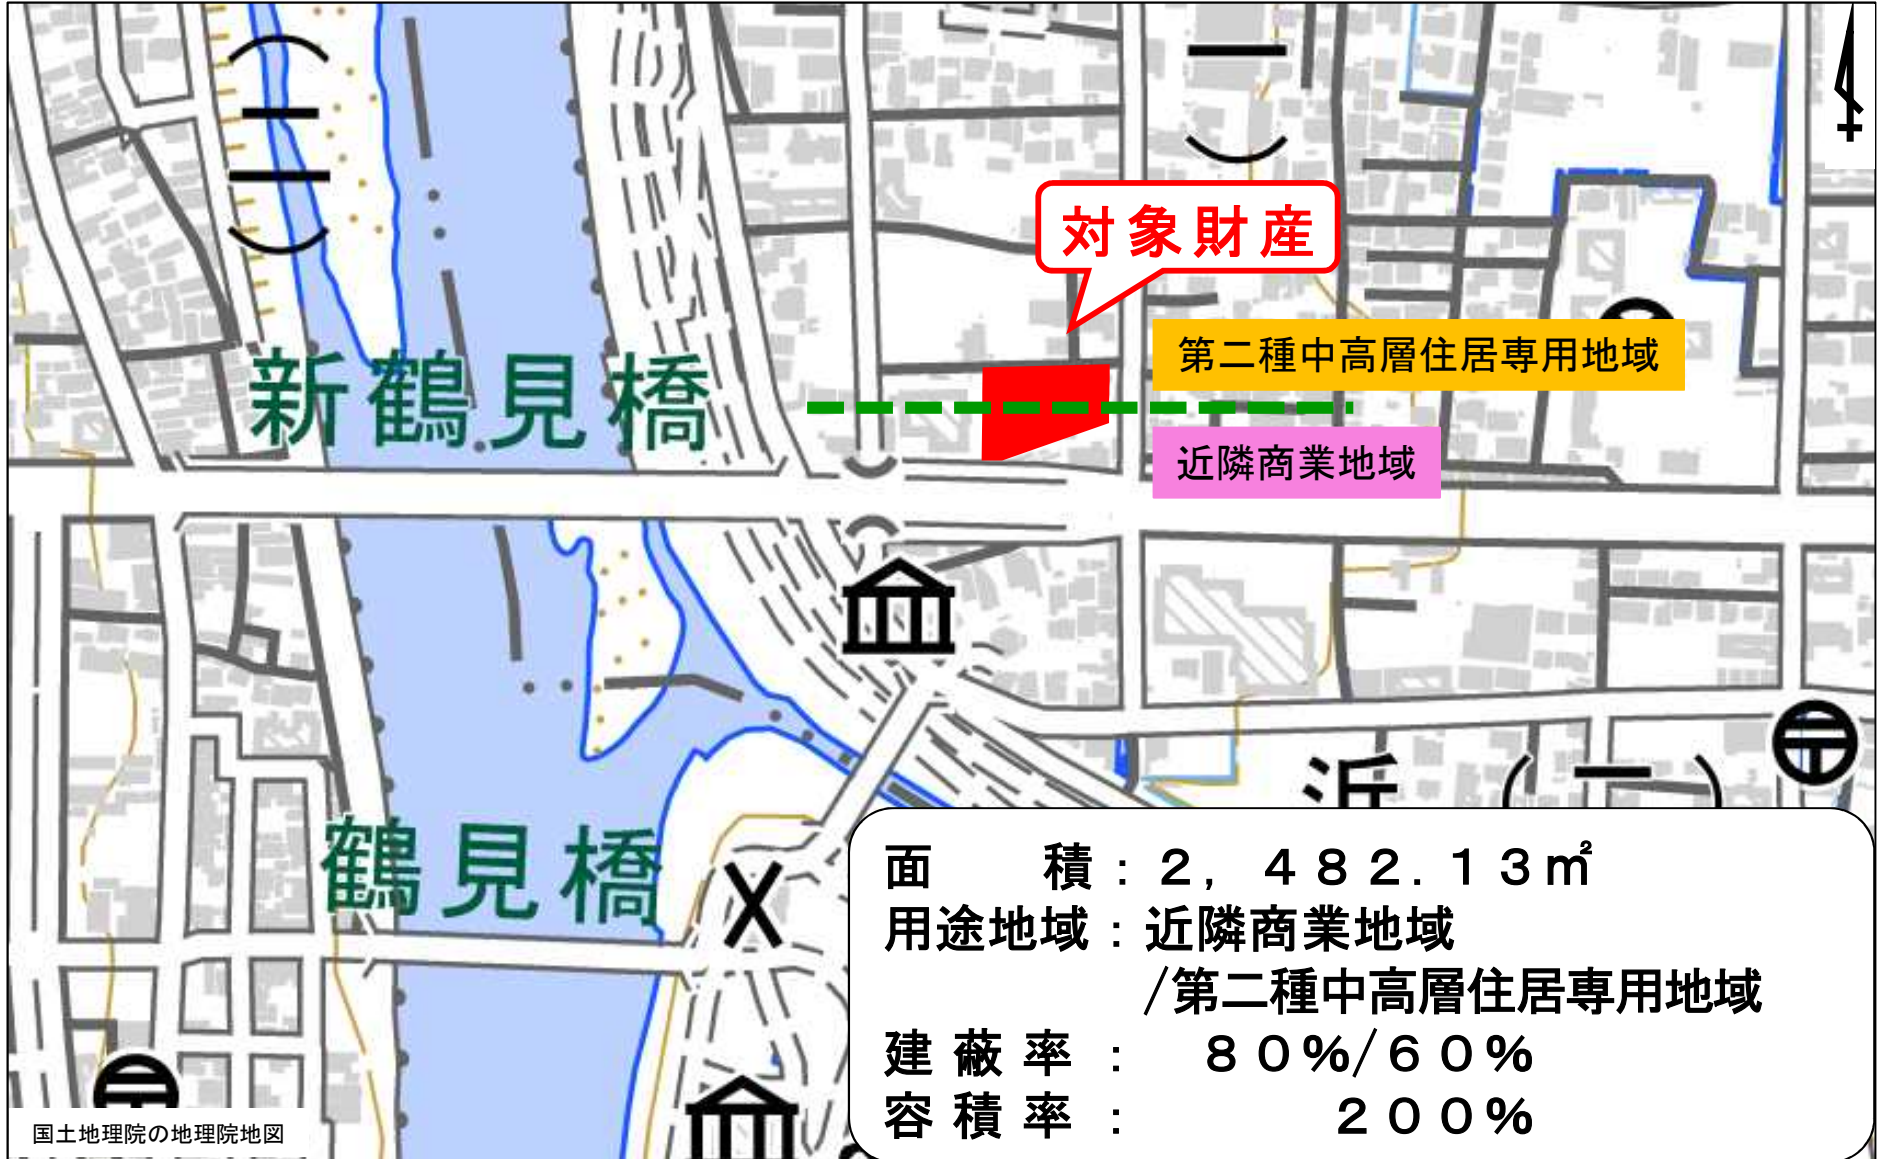 (二)
(一)
対象財産
第二種中高層住居専用地域
新鶴見橋
近隣商業地域
浜(一)
鶴見橋
面　　積：２，４８２．１３㎡
用途地域：近隣商業地域
/第二種中高層住居専用地域
建蔽率：　８０%/６０%
容積率：　２００%
国土地理院の地理院地図